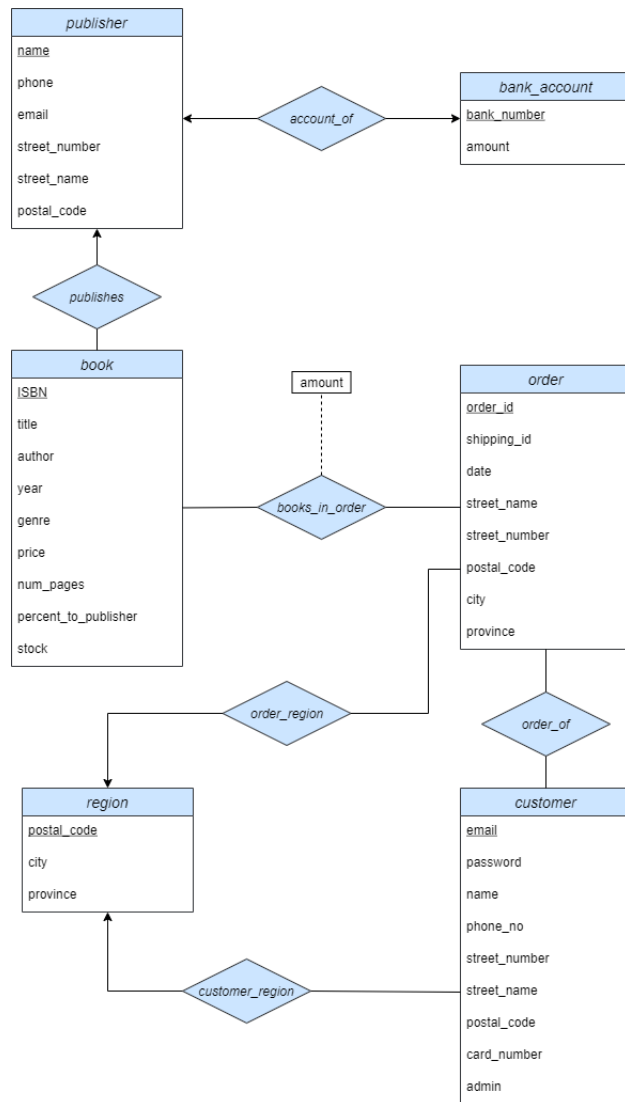 publisher
name
phone
email
street_number
street_name
postal_code
account_of
bank_account
bank_number
amount
publishes
book
ISBN
title
author
year
genre
price
num_pages
percent_to_publisher
stock
amount
books_in_order
order
order_id
shipping_id
date
street_name
street_number
postal_code
city
province
order_region
order_of
region
postal_code
city
province
customer_region
customer
email
password
name
phone_no
street_number
street_name
postal_code
card_number
admin